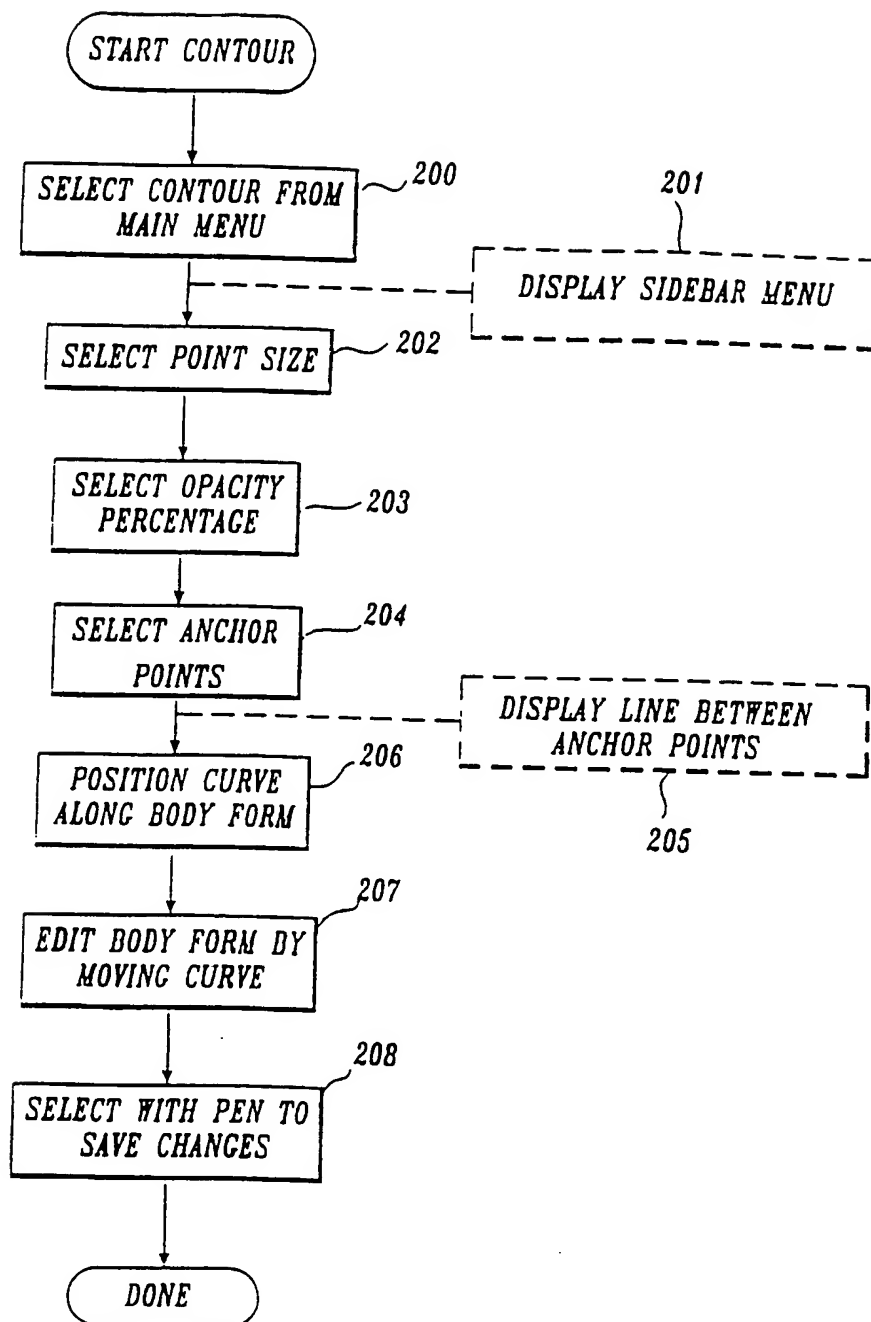 START CONTOUR
200
SELECT CONTOUR FROM
MAIN MENU
201
DISPLAY SIDEBAR MENU
SELECT POINT SIZE
202
SELECT OPACITY
PERCENTAGE
203
204
SELECT ANCHOR
POINTS
DISPLAY LINE BETWEEN
ANCHOR POINTS
205
206
POSITION CURVE
ALONG BODY FORM
207
EDIT BODY FORM BY
MOVING CURVE
208
SELECT WITH PEN TO
SAVE CHANGES
DONE